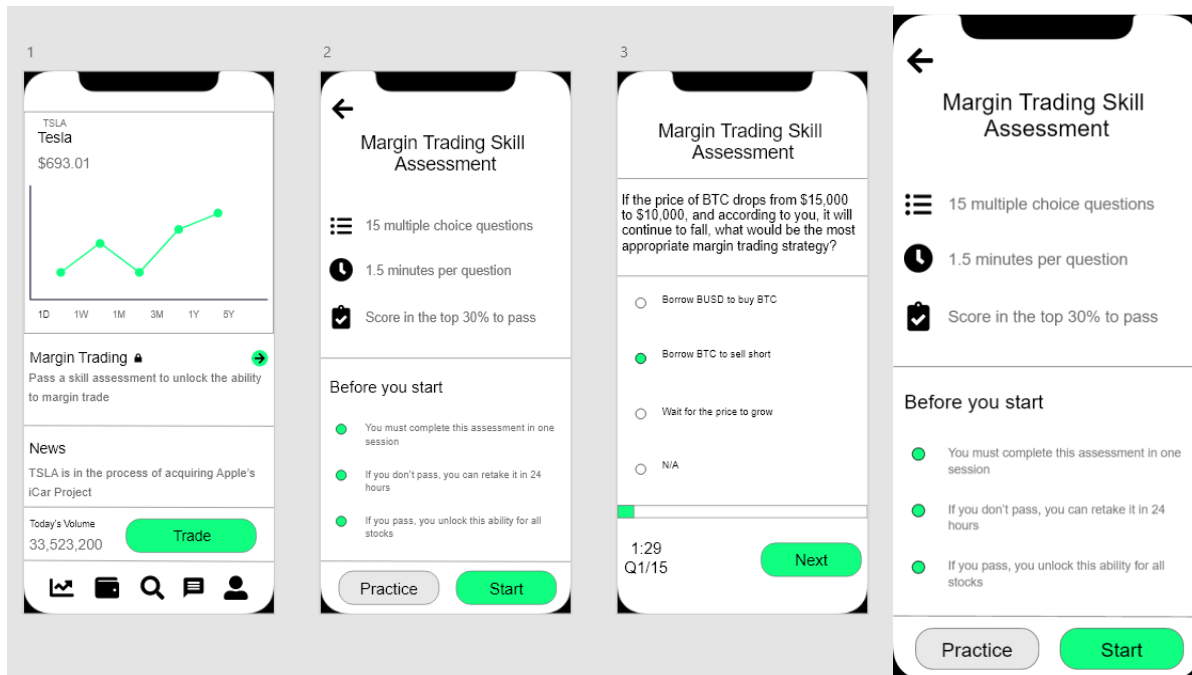 1
TSLA
Tesla
$693.01
1D 1W 1M 3M 1Y 5Y
Margin Trading
Pass a skill assessment to unlock the ability
to margin trade
News
TSLA is in the process of acquiring Apple's
iCar Project
Today's Volume
33,523,200
Trade
2
Margin Trading Skill
Assessment
15 multiple choice questions
1.5 minutes per question
Score in the top 30% to pass
Before you start
You must complete this assessment in one
session
If you don't pass, you can retake it in 24
hours
If you pass, you unlock this ability for all
stocks
Practice
Start
3
Margin Trading Skill
Assessment
If the price of BTC drops from $15,000
to $10,000, and according to you, it will
continue to fall, what would be the most
appropriate margin trading strategy?
Borrow BUSD to buy BTC
Borrow BTC to sell short
Wait for the price to grow
N/A
1:29
Q1/15
Next
Margin Trading Skill
Assessment
15 multiple choice questions
1.5 minutes per question
Score in the top 30% to pass
Before you start
You must complete this assessment in one
session
If you don't pass, you can retake it in 24
hours
If you pass, you unlock this ability for all
stocks
Practice
Start